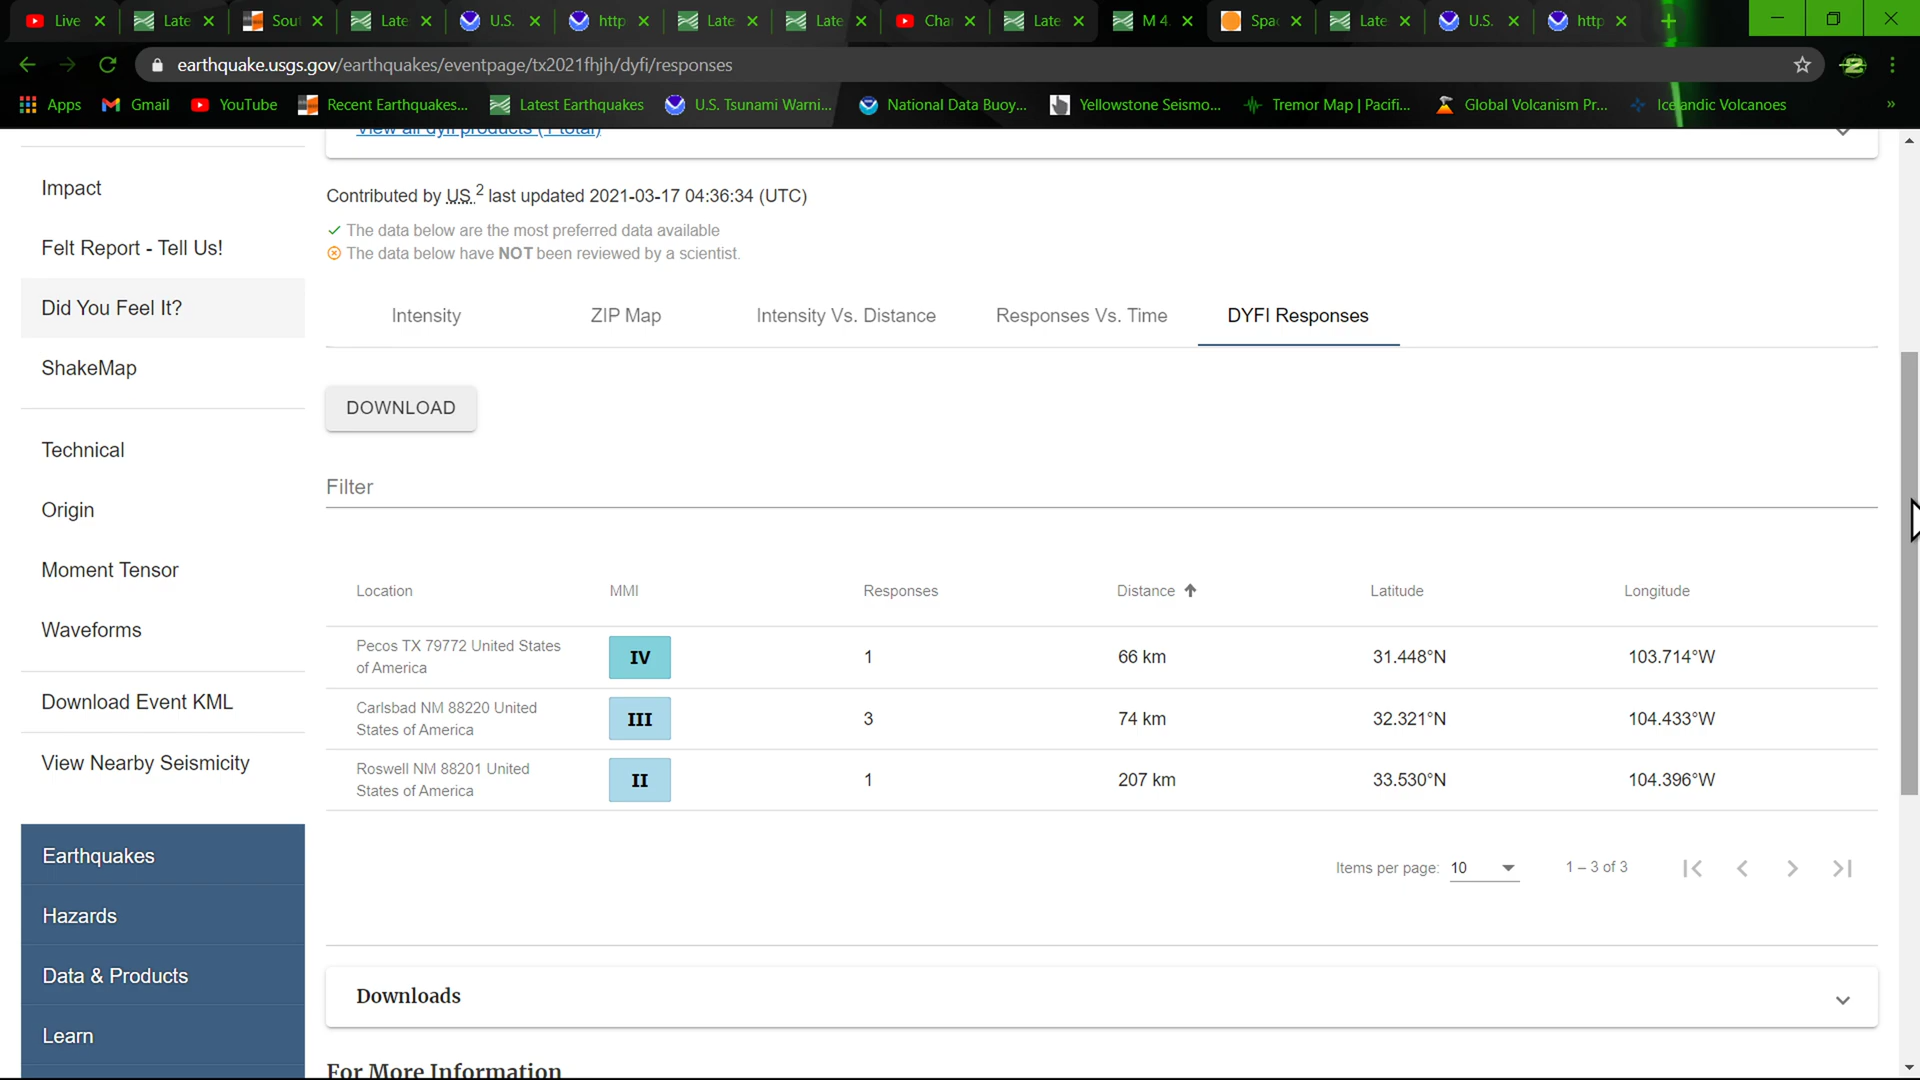 Live
Late
Sout
Late
U.S.
http
Late
Late
Chai
Late
M 4.
Spac
Late
U.S.
http
earthquake.usgs.gov/earthquakes/eventpage/tx2021fhjh/dyfi/responses
Apps
Gmail
YouTube
Recent Earthquakes...
Latest Earthquakes
U.S. Tsunami Warni...
National Data Buoy...
Yellowstone Seismo...
Tremor Map | Pacifi...
Global Volcanism Pr...
Icelandic Volcanoes
»
View all dyfi products (1 total)
Impact
Felt Report - Tell Us!
Did You Feel It?
ShakeMap
Technical
Origin
Moment Tensor
Waveforms
Download Event KML
View Nearby Seismicity
Earthquakes
Hazards
Data & Products
Learn
Contributed by US 2 last updated 2021-03-17 04:36:34 (UTC)
The data below are the most preferred data available
The data below have NOT been reviewed by a scientist.
Intensity
ZIP Map
Intensity Vs. Distance
Responses Vs. Time
DYFI Responses
DOWNLOAD
Filter
Location MMI Responses Distance Latitude Longitude
Pecos TX 79772 United States
of America
IV 1 66 km 31.448°N 103.714°W
Carlsbad NM 88220 United
States of America
III 3 74 km 32.321°N 104.433°W
Roswell NM 88201 United
States of America
II 1 207 km 33.530°N 104.396°W
Items per page: 10 1 – 3 of 3
Downloads
For More Information